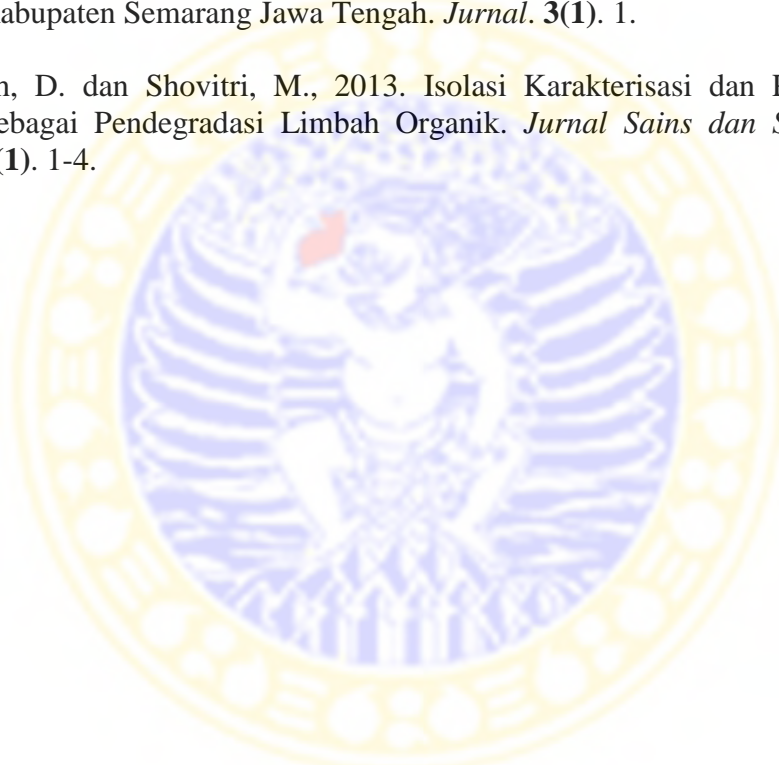 abupaten Semarang Jawa Tengah. Jurnal. 3(1). 1.
n, D. dan Shovitri, M., 2013. Isolasi Karakterisasi dan
ebagai Pendegradasi Limbah Organik. Jurnal Sains dan
(1). 1-4.